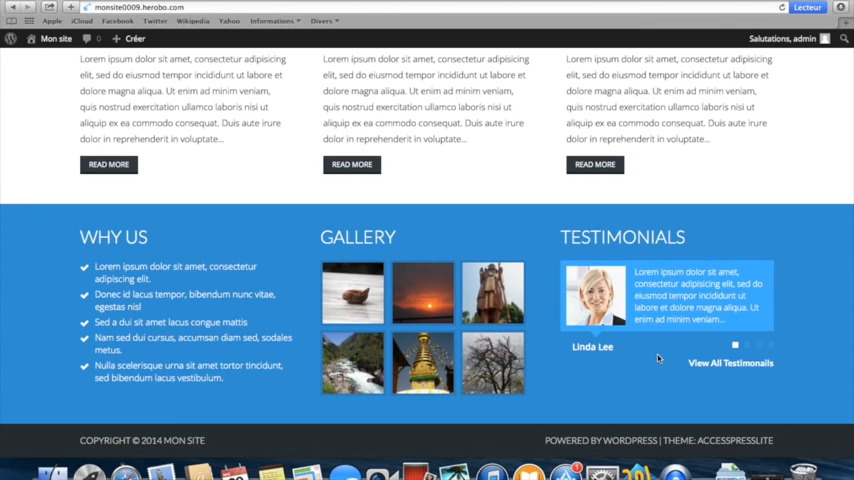 monsite0009.herobo.com
Lecteur
Apple iCloud Facebook Twitter Wikipedia Yahoo Informations Divers
Mon site 0 Créer Salutations, admin
Lorem ipsum dolor sit amet, consectetur adipisicing
elit, sed do eiusmod tempor incididunt ut labore et
dolore magna aliqua. Ut enim ad minim veniam,
quis nostrud exercitation ullamco laboris nisi ut
aliquip ex ea commodo consequat. Duis aute irure
dolor in reprehenderit in voluptate...
READ MORE
Lorem ipsum dolor sit amet, consectetur adipisicing
elit, sed do eiusmod tempor incididunt ut labore et
dolore magna aliqua. Ut enim ad minim veniam,
quis nostrud exercitation ullamco laboris nisi ut
aliquip ex ea commodo consequat. Duis aute irure
dolor in reprehenderit in voluptate...
READ MORE
Lorem ipsum dolor sit amet, consectetur adipisicing
elit, sed do eiusmod tempor incididunt ut labore et
dolore magna aliqua. Ut enim ad minim veniam,
quis nostrud exercitation ullamco laboris nisi ut
aliquip ex ea commodo consequat. Duis aute irure
dolor in reprehenderit in voluptate...
READ MORE
WHY US
Lorem ipsum dolor sit amet, consectetur
adipiscing elit.
Donec id lacus tempor, bibendum nunc vitae,
egestas nisl
Sed a dui sit amet lacus congue mattis
Nam sed dui cursus, accumsan diam sed, sodales
metus.
Nulla scelerisque urna sit amet tortor tincidunt,
sed bibendum lacus vestibulum.
GALLERY
TESTIMONIALS
Lorem ipsum dolor sit amet,
consectetur adipisicing elit, sed do
eiusmod tempor incididunt ut labore
et dolore magna aliqua. Ut
enim ad minim veniam...
Linda Lee
View All Testimonails
COPYRIGHT © 2014 MON SITE
POWERED BY WORDPRESS | THEME: ACCESSPRESSLITE